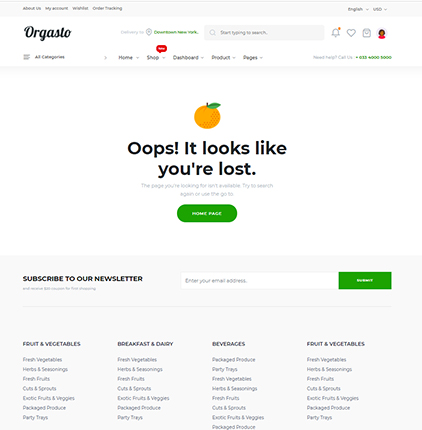 About Us My account Wishlist Order Tracking
English USD
Orgasto
Delivery to Downtown New York,
Start typing to search..
All Categories
Home Shop New Dashboard Product Pages
Need help? Call Us: + 035 4000 5000
Oops! It looks like
you're lost.
The page you're looking for isn't available. Try to search
again or use the go to.
HOME PAGE
SUBSCRIBE TO OUR NEWSLETTER
and receive $20 coupon for first shopping
Enter your email address.
SUBMIT
FRUIT & VEGETABLES
Fresh Vegetables
Herbs & Seasonings
Fresh Fruits
Cuts & Sprouts
Exotic Fruits & Veggies
Packaged Produce
Party Trays
BREAKFAST & DAIRY
Fresh Vegetables
Herbs & Seasonings
Fresh Fruits
Cuts & Sprouts
Exotic Fruits & Veggies
Packaged Produce
Party Trays
BEVERAGES
Packaged Produce
Party Trays
Fresh Vegetables
Herbs & Seasonings
Fresh Fruits
Cuts & Sprouts
Exotic Fruits & Veggies
Packaged Produce
FRUIT & VEGETABLES
Fresh Vegetables
Herbs & Seasonings
Fresh Fruits
Cuts & Sprouts
Exotic Fruits & Veggies
Packaged Produce
Party Trays